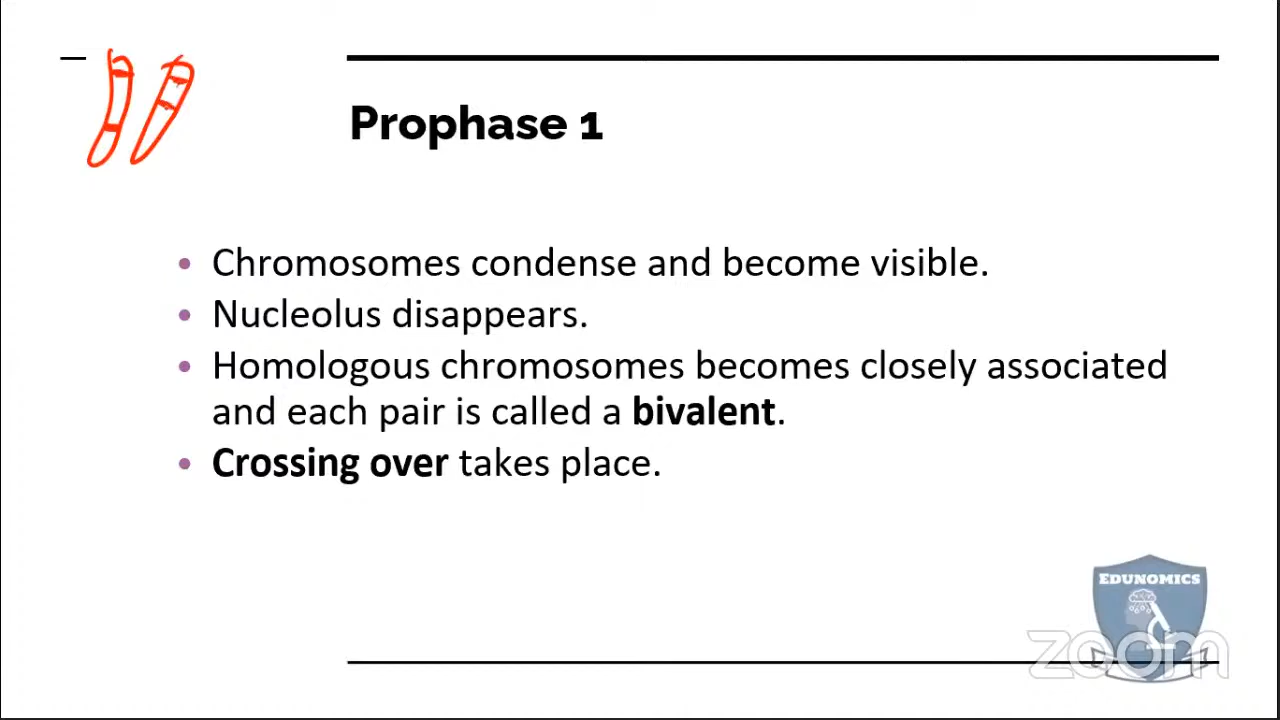 Prophase 1
• Chromosomes condense and become visible.
• Nucleolus disappears.
• Homologous chromosomes becomes closely associated
and each pair is called a bivalent.
• Crossing over takes place.
EDUNOMICS
zoom